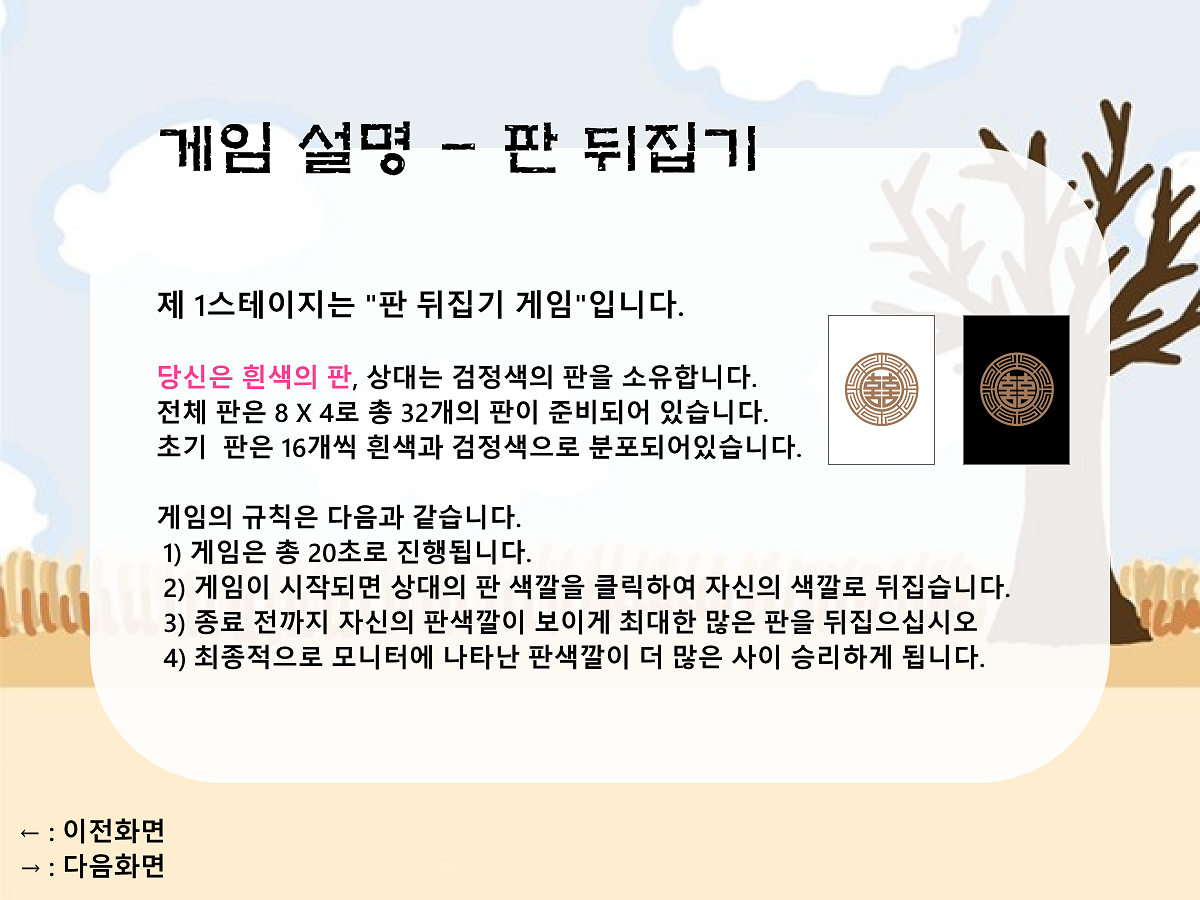 게임 설명 - 판 뒤집기
제 1스테이지는 "판 뒤집기 게임"입니다.
당신은 흰색의 판, 상대는 검정색의 판을 소유합니다.
전체 판은 8 X 4로 총 32개의 판이 준비되어 있습니다.
초기 판은 16개씩 흰색과 검정색으로 분포되어있습니다.
게임의 규칙은 다음과 같습니다.
1) 게임은 총 20초로 진행됩니다.
2) 게임이 시작되면 상대의 판 색깔을 클릭하여 자신의 색깔로 뒤집습니다.
3) 종료 전까지 자신의 판색깔이 보이게 최대한 많은 판을 뒤집으십시오
4) 최종적으로 모니터에 나타난 판색깔이 더 많은 사이 승리하게 됩니다.
← : 이전화면
→ : 다음화면